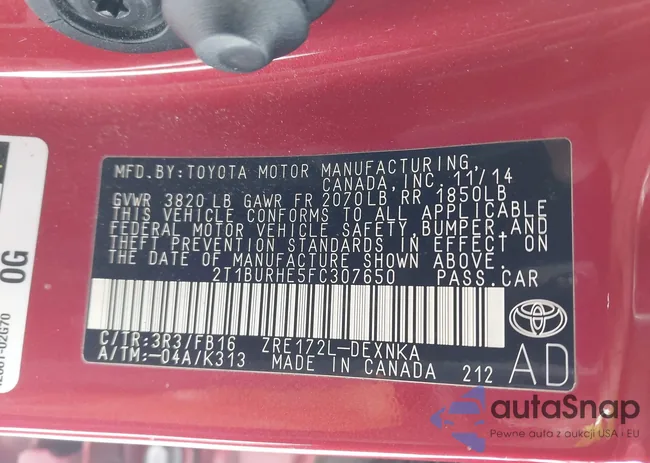 MFD.BY:TOYOTA MOTOR MANUFACTURING,
CANADA, INC. 11/14
GVWR 3820 LB GAWR FR 2070LB RR 1850LB
THIS VEHICLE CONFORMS TO ALL APPLICABLE
FEDERAL MOTOR VEHICLE SAFETY, BUMPER, AND
THEFT PREVENTION STANDARDS IN EFFECT ON
THE DATE OF MANUFACTURE SHOWN ABOVE.
2T1BURHE5FC307650 PASS.CAR
C/TR:3R3/FB16 ZRE172L-DEXNKA
A/TM:-04A/K313 MADE IN CANADA 212
AD
0G
autaSnap
Pewne auta z aukcji USA i EU